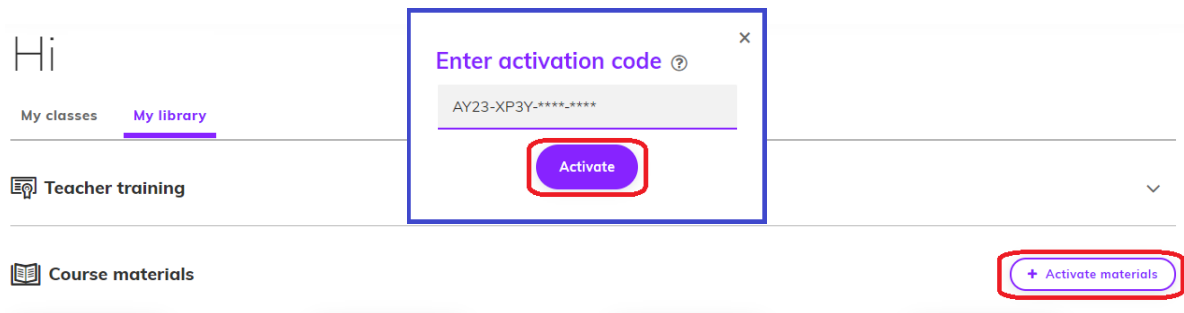 Hi
My classes My library
Enter activation code ?
AY23-XP3Y-****-****
Activate
Teacher training
Course materials
+ Activate materials